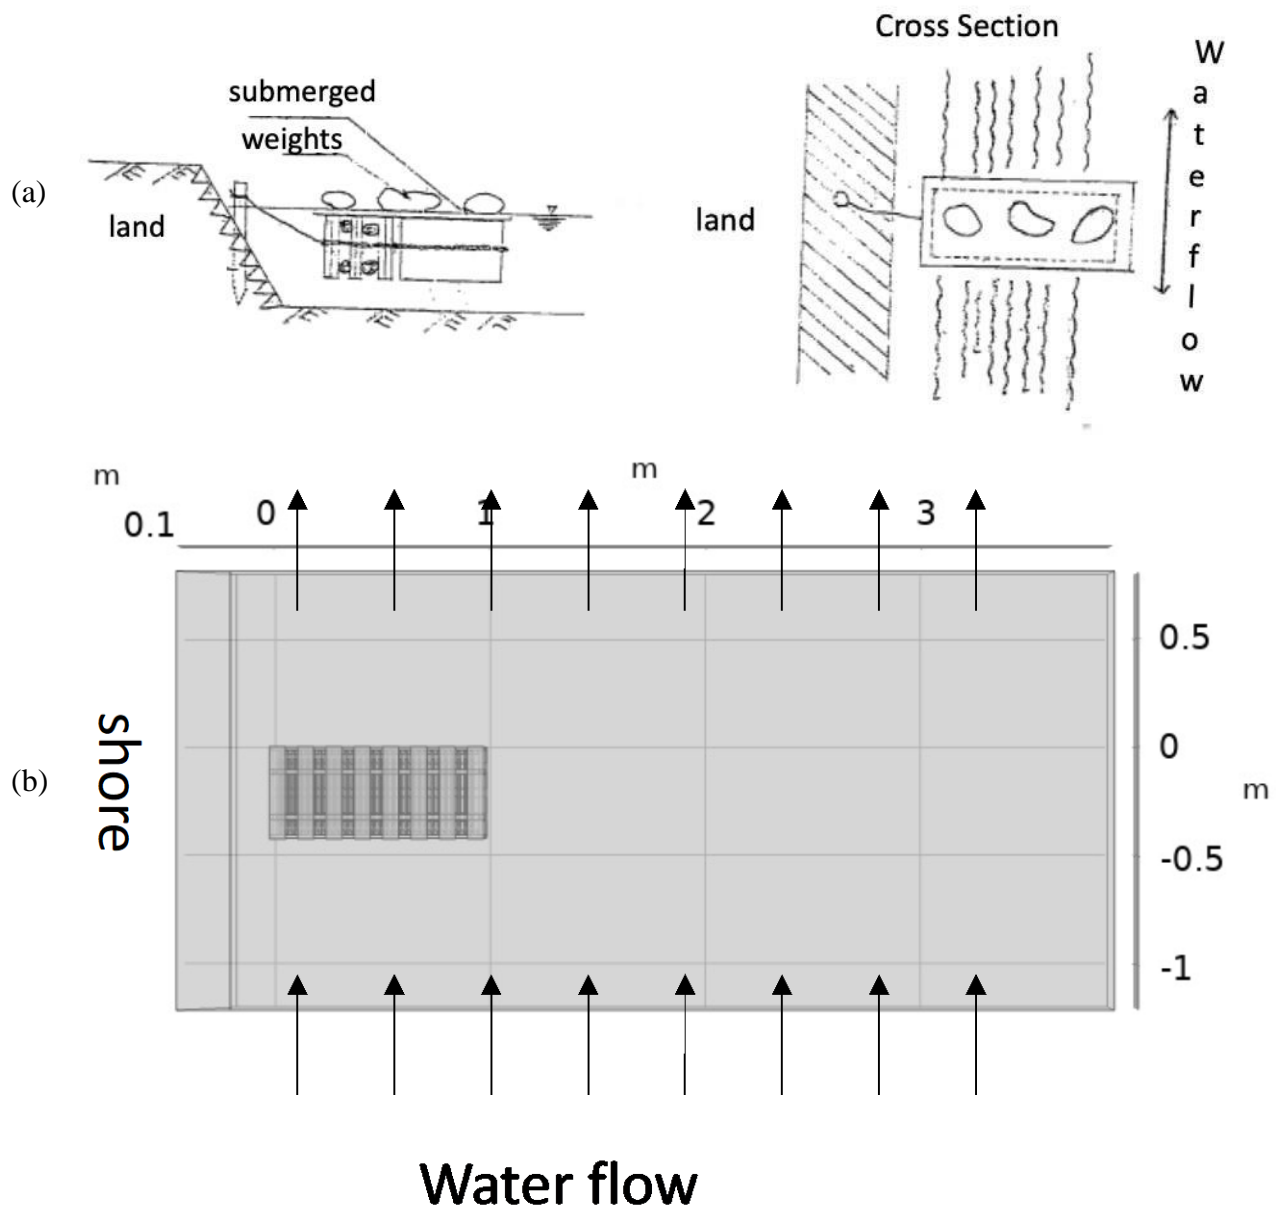 Cross Section
submerged
weights
(a)
land
land
W
a
t
e
r
f
l
o
w
m
m
0.1
0
1
2
3
0.5
0
-0.5
-1
m
shore
(b)
Water flow